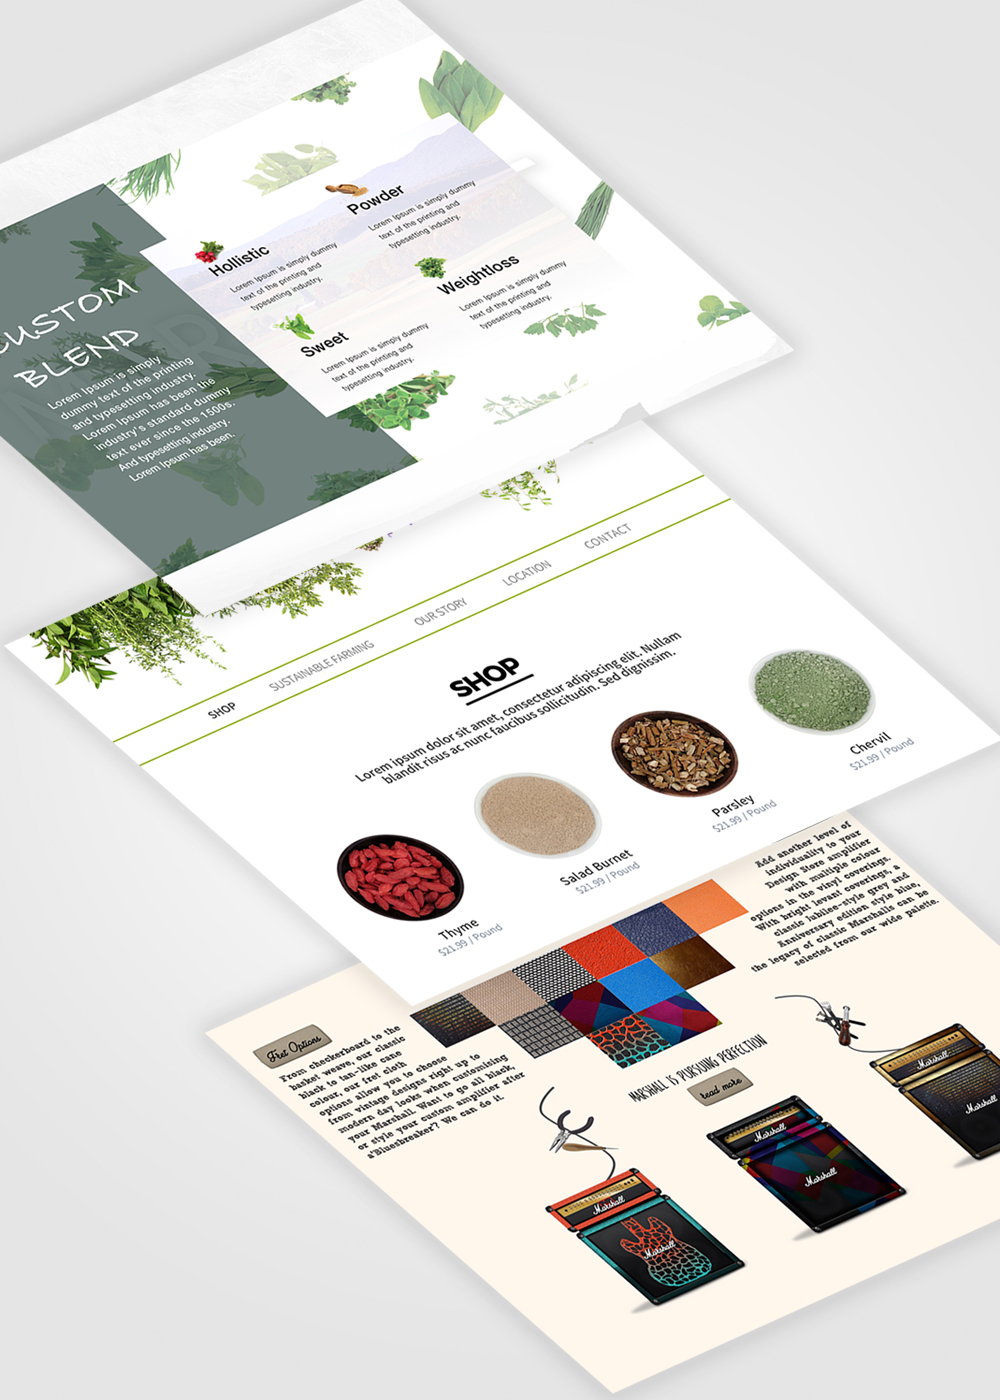 CUSTOM
BLEND
Lorem Ipsum is simply
dummy text of the printing
and typesetting industry.
Lorem Ipsum has been the
industry's standard dummy
text ever since the 1500s.
And typesetting industry.
Lorem Ipsum has been.
Hollistic
Lorem Ipsum is simply dummy
text of the printing and
typesetting industry.
Powder
Lorem Ipsum is simply dummy
text of the printing and
typesetting industry.
Sweet
Lorem Ipsum is simply dummy
text of the printing and
typesetting industry.
Weightloss
Lorem Ipsum is simply dummy
text of the printing and
typesetting industry.
SHOP
SUSTAINABLE FARMING
OUR STORY
LOCATION
CONTACT
SHOP
Lorem ipsum dolor sit amet, consectetur adipiscing elit. Nullam
blandit risus ac nunc faucibus sollicitudin. Sed dignissim.
Thyme
$21.99 / Pound
Salad Burnet
$21.99 / Pound
Parsley
$21.99 / Pound
Chervil
$21.99 / Pound
Fret Options
From checkerboard to the
basket weave, our classic
black to tan-like cane
colour, our fret cloth
options allow you to choose
from vintage designs right up to
modern day looks when customising
your Marshall. Want to go all black,
or style your custom amplifier after
a'Bluesbreaker'? We can do it.
Add another level of
individuality to your
Design Store amplifier
with multiple colour
options in the vinyl coverings.
With bright levant coverings, a
classic jubilee-style grey and
Anniversary edition style blue,
the legacy of classic Marshalls can be
selected from our wide palette.
MARSHALL IS PURSUING PERFECTION
read more
Marshall
Marshall
Marshall
Marshall
Marshall
Marshall